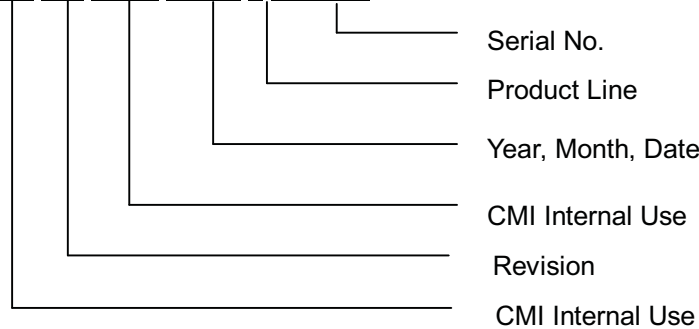 Serial No.
Product Line
Year, Month, Date
CMI Internal Use
Revision
CMI Internal Use